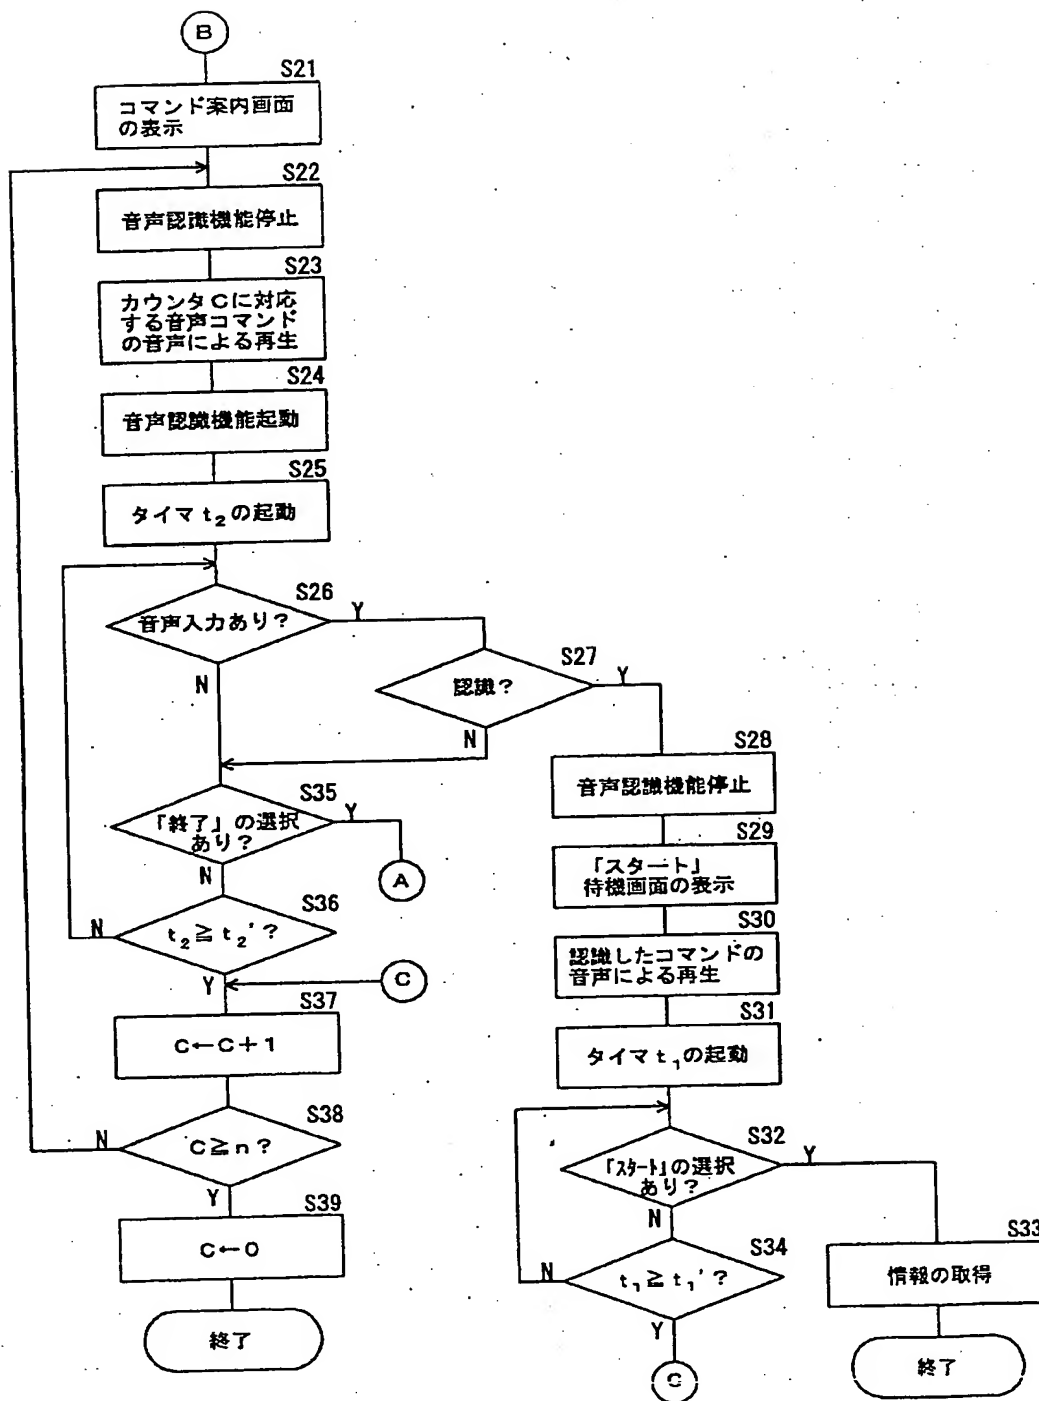 B
S21
コマンド案内画面
の表示
S22
音声認識機能停止
S23
カウンタCに対応
する音声コマンド
の音声による再生
S24
音声認識機能起動
S25
タイマt₂の起動
S26
音声入力あり?
Y
N
S27
認識?
Y
N
S28
音声認識機能停止
S29
「スタート」
待機画面の表示
S30
認識したコマンドの
音声による再生
S31
タイマt₁の起動
S32
「スタート」の選択
あり?
Y
N
S33
情報の取得
終了
S34
t₁≧t₁'?
N
Y
C
S35
「終了」の選択
あり?
Y
A
N
S36
t₂≧t₂'?
N
Y
C
S37
C←C+1
S38
C≧n?
N
Y
S39
C←0
終了